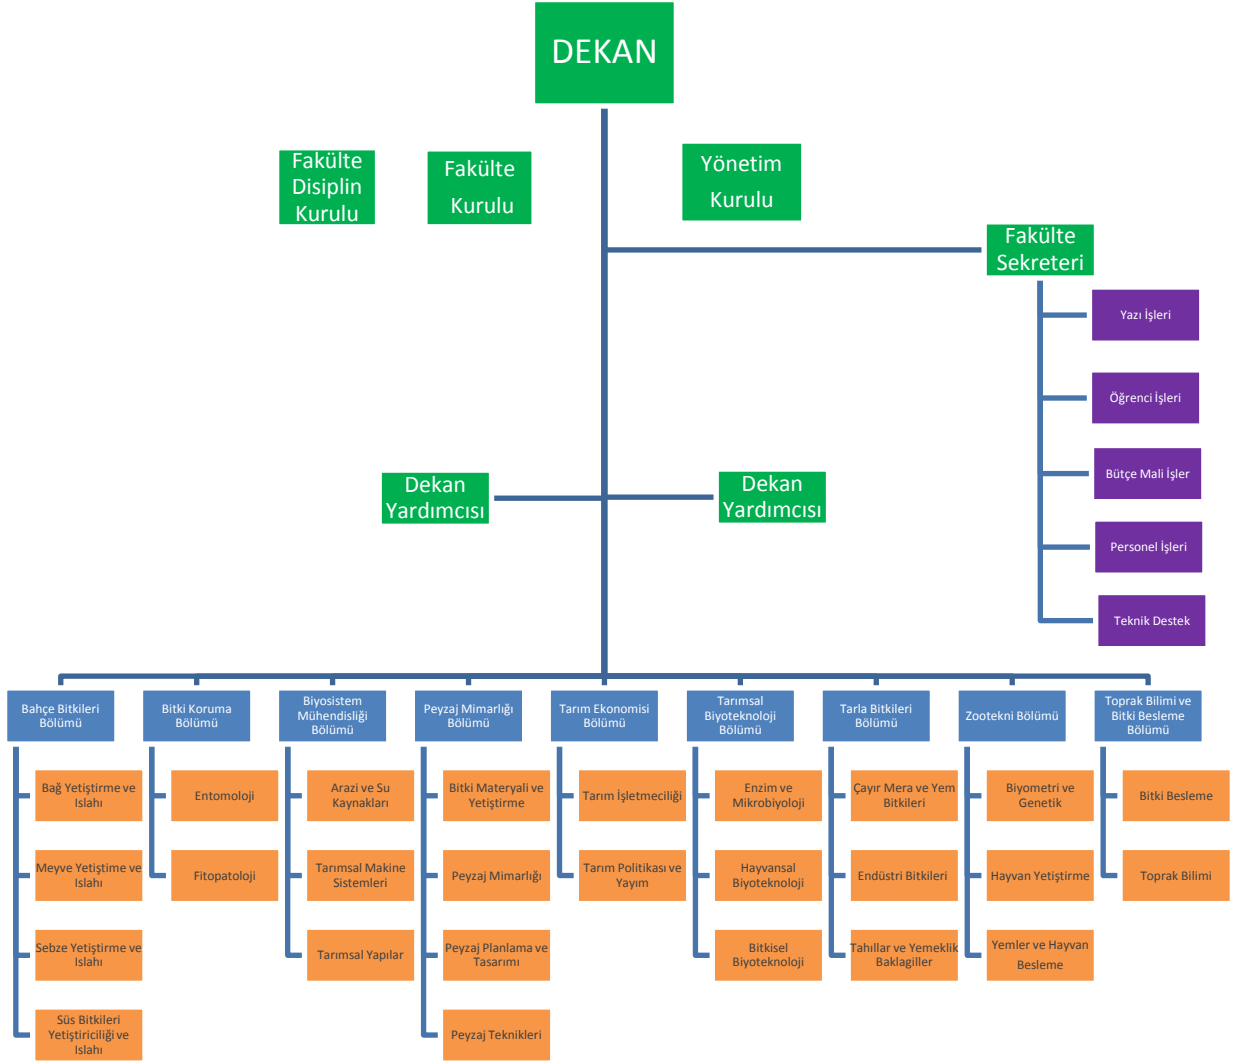 DEKAN
Fakülte
Disiplin
Kurulu
Fakülte
Kurulu
Yönetim
Kurulu
Fakülte
Sekreteri
Yazı İşleri
Öğrenci İşleri
Bütçe Mali İşler
Personel İşleri
Teknik Destek
Dekan
Yardımcısı
Dekan
Yardımcısı
Bahçe Bitkileri
Bölümü
Bağ Yetiştirme ve
Islahı
Meyve Yetiştime ve
Islahı
Sebze Yetiştirme ve
Islahı
Süs Bitkileri
Yetiştiriciliği ve
Islahı
Bitki Koruma
Bölümü
Entomoloji
Fitopatoloji
Biyosistem
Mühendisliği
Bölümü
Arazi ve Su
Kaynakları
Tarımsal Makine
Sistemleri
Tarımsal Yapılar
Peyzaj Mimarlığı
Bölümü
Bitki Materyali ve
Yetiştirme
Peyzaj Mimarlığı
Peyzaj Planlama ve
Tasarımı
Peyzaj Teknikleri
Tarım Ekonomisi
Bölümü
Tarım İşletmeciliği
Tarım Politikası ve
Yayım
Tarımsal
Biyoteknoloji
Bölümü
Enzim ve
Mikrobiyoloji
Hayvansal
Biyoteknoloji
Bitkisel
Biyoteknoloji
Tarla Bitkileri
Bölümü
Çayır Mera ve Yem
Bitkileri
Endüstri Bitkileri
Tahıllar ve Yemeklik
Baklagiller
Zootekni Bölümü
Biyometri ve
Genetik
Hayvan Yetiştirme
Yemler ve Hayvan
Besleme
Toprak Bilimi ve
Bitki Besleme
Bölümü
Bitki Besleme
Toprak Bilimi